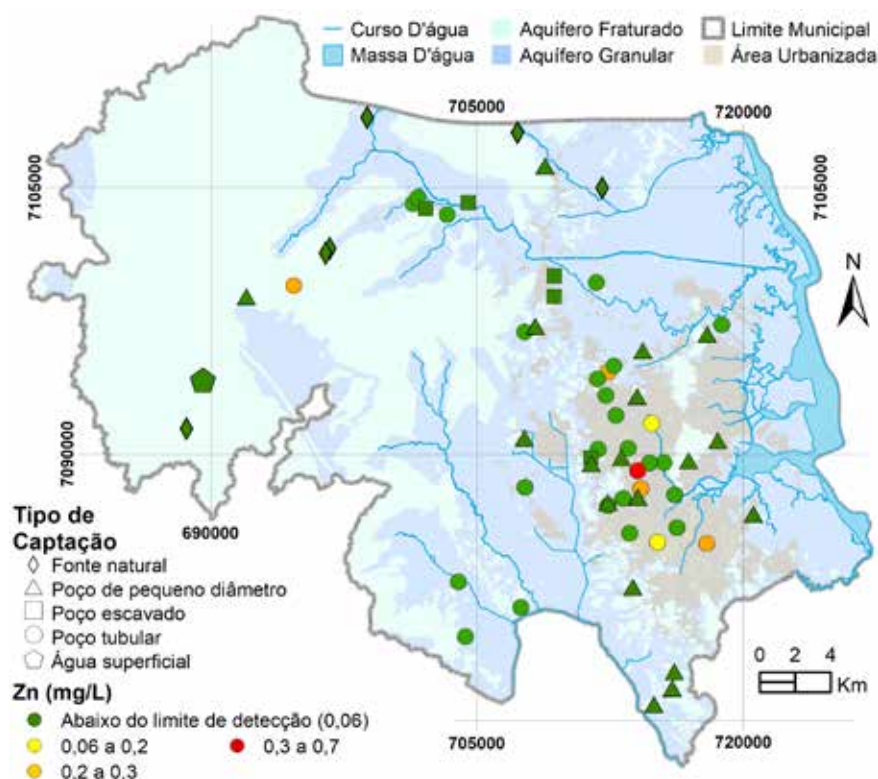 Curso D'água
Aquífero Fraturado
Limite Municipal
Massa D'água
Aquífero Granular
Área Urbanizada
705000
720000
7105000
7105000
N
7090000
7090000
690000
Tipo de
Captação
Fonte natural
Poço de pequeno diâmetro
Poço escavado
Poço tubular
Água superficial
0 2 4
Km
Zn (mg/L)
Abaixo do limite de detecção (0,06)
0,06 a 0,2
0,3 a 0,7
0,2 a 0,3
705000
720000